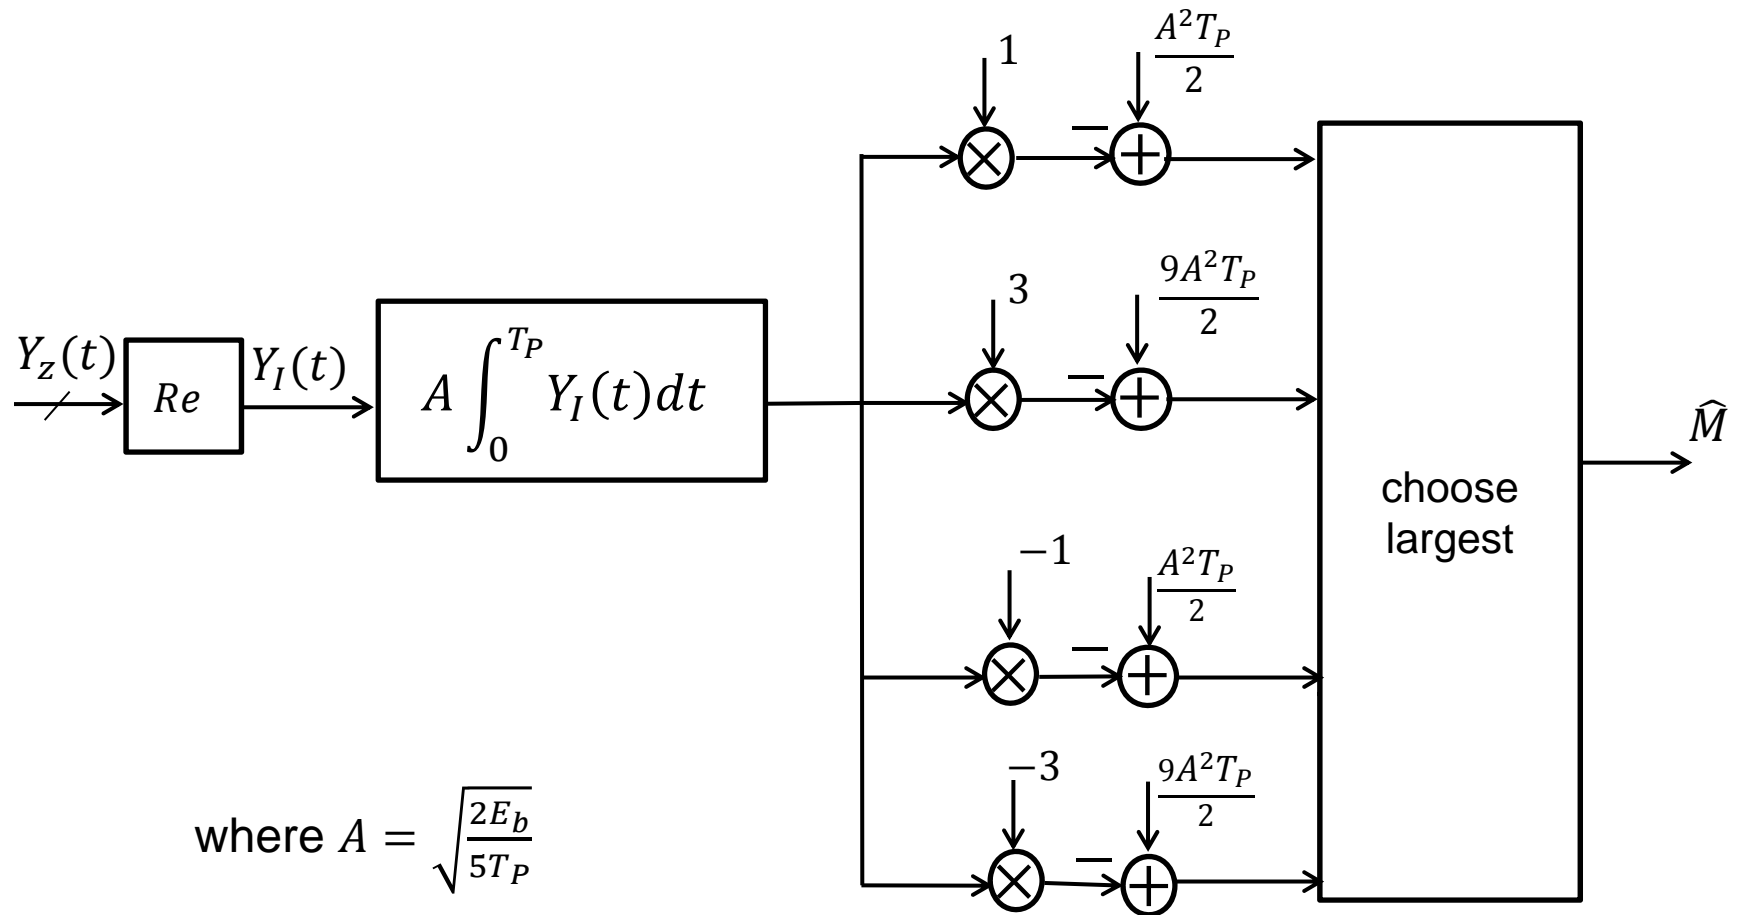 1
−
A²T_P/2
3
−
9A²T_P/2
Y_z(t)
Re
Y_I(t)
A ∫₀^{T_P} Y_I(t)dt
choose
largest
M̂
−1
−
A²T_P/2
−3
−
9A²T_P/2
where A = √(2E_b/5T_P)